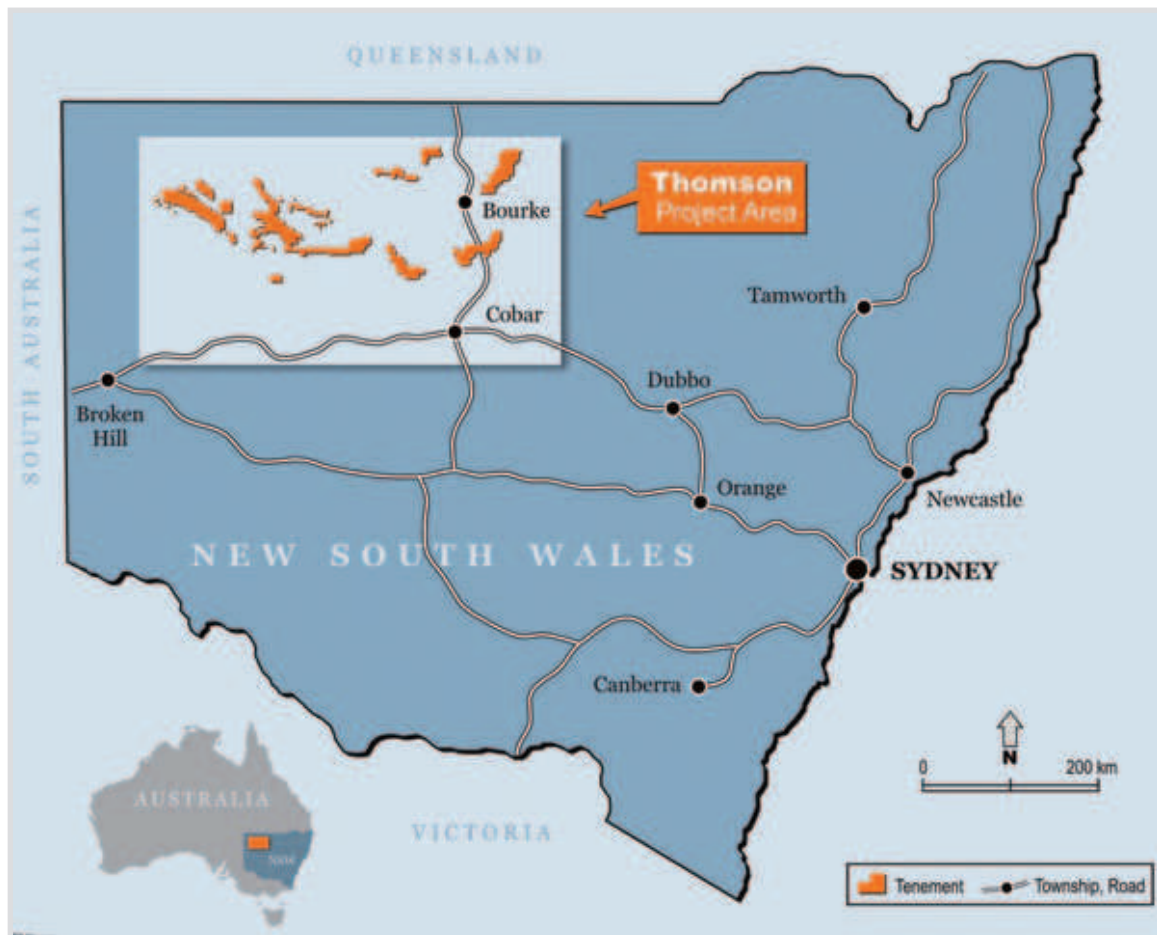 QUEENSLAND
SOUTH AUSTRALIA
Thomson
Project Area
Bourke
Cobar
Tamworth
Dubbo
Broken
Hill
Orange
Newcastle
NEW SOUTH WALES
SYDNEY
Canberra
N
0 200 km
AUSTRALIA
NSW
VICTORIA
Tenement Township, Road